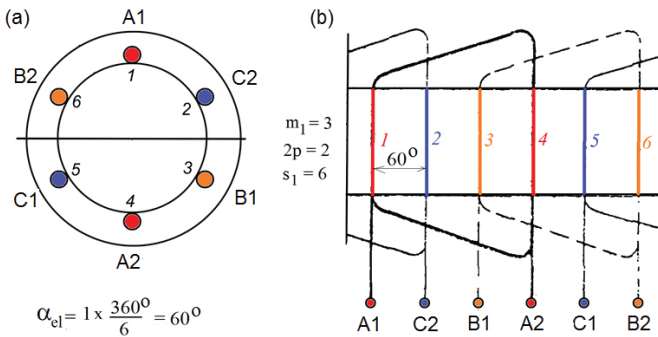 (a)
A1
B2
C2
1
6
2
5
3
4
C1
B1
A2
α_el = 1 x 360° / 6 = 60°
(b)
m₁ = 3
2p = 2
s₁ = 6
1
2
3
4
5
6
60°
A1 C2 B1 A2 C1 B2